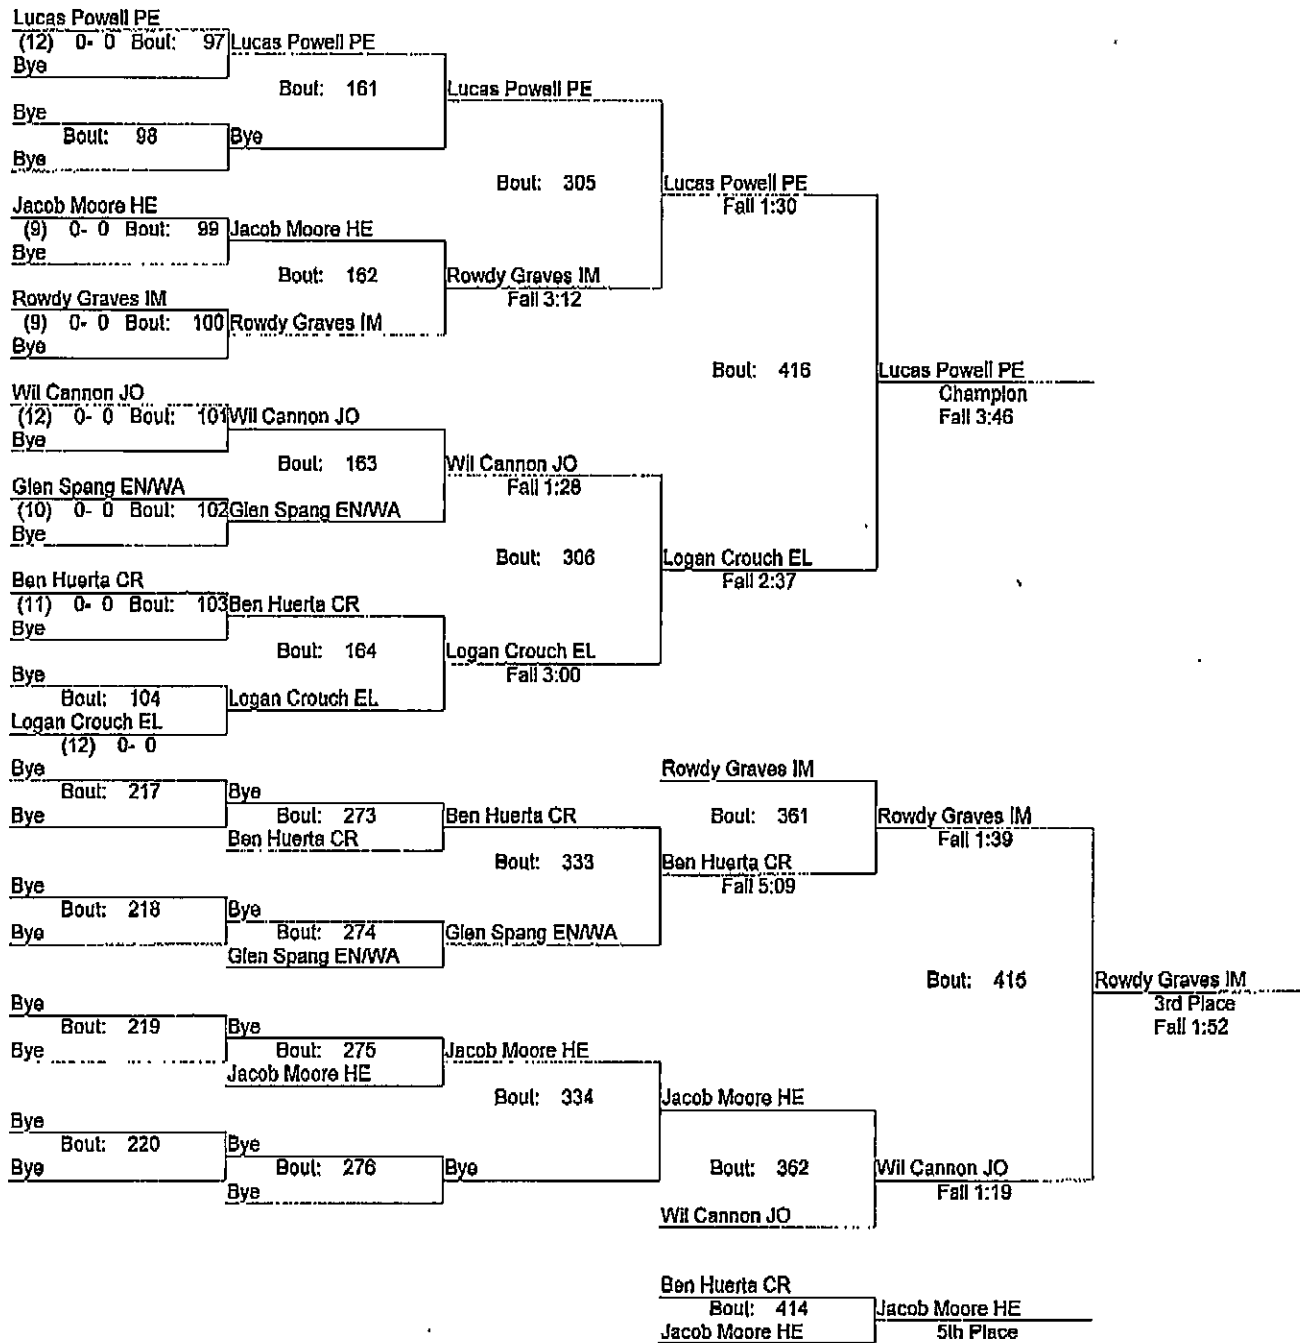 Lucas Powell PE
(12) 0- 0 Bout: 97 Lucas Powell PE
Bye
Bout: 161 Lucas Powell PE
Bye
Bout: 98 Bye
Bye
Bout: 305 Lucas Powell PE
Fall 1:30
Jacob Moore HE
(9) 0- 0 Bout: 99 Jacob Moore HE
Bye
Bout: 162 Rowdy Graves IM
Fall 3:12
Rowdy Graves IM
(9) 0- 0 Bout: 100 Rowdy Graves IM
Bye
Bout: 416 Lucas Powell PE
Champion
Fall 3:46
Wil Cannon JO
(12) 0- 0 Bout: 101 Wil Cannon JO
Bye
Bout: 163 Wil Cannon JO
Fall 1:28
Glen Spang EN/WA
(10) 0- 0 Bout: 102 Glen Spang EN/WA
Bye
Bout: 306 Logan Crouch EL
Fall 2:37
Ben Huerta CR
(11) 0- 0 Bout: 103 Ben Huerta CR
Bye
Bout: 164 Logan Crouch EL
Fall 3:00
Bye
Bout: 104 Logan Crouch EL
Logan Crouch EL
(12) 0- 0
Bye
Bout: 217 Bye
Bye
Bout: 273 Ben Huerta CR
Ben Huerta CR
Rowdy Graves IM
Bout: 361 Rowdy Graves IM
Fall 1:39
Bout: 333 Ben Huerta CR
Fall 5:09
Bye
Bout: 218 Bye
Bye
Bout: 274 Glen Spang EN/WA
Glen Spang EN/WA
Bout: 415 Rowdy Graves IM
3rd Place
Fall 1:52
Bye
Bout: 219 Bye
Bye
Bout: 275 Jacob Moore HE
Jacob Moore HE
Bout: 334 Jacob Moore HE
Bye
Bout: 220 Bye
Bye
Bout: 276 Bye
Bye
Bout: 362 Wil Cannon JO
Fall 1:19
Wil Cannon JO
Ben Huerta CR
Bout: 414 Jacob Moore HE
Jacob Moore HE
5th Place